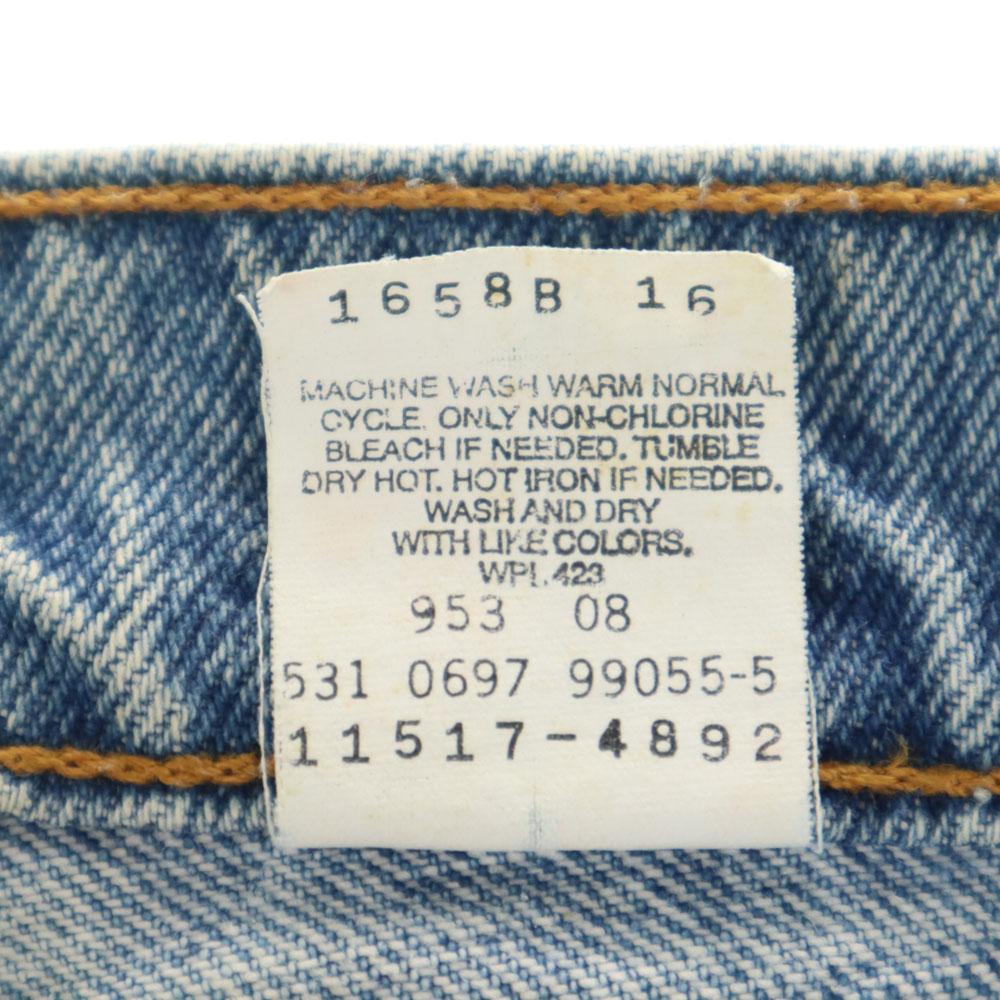 1658B 16
MACHINE WASH WARM NORMAL
CYCLE. ONLY NON-CHLORINE
BLEACH IF NEEDED. TUMBLE
DRY HOT. HOT IRON IF NEEDED.
WASH AND DRY
WITH LIKE COLORS.
WPL 423
953 08
531 0697 99055-5
11517-4892